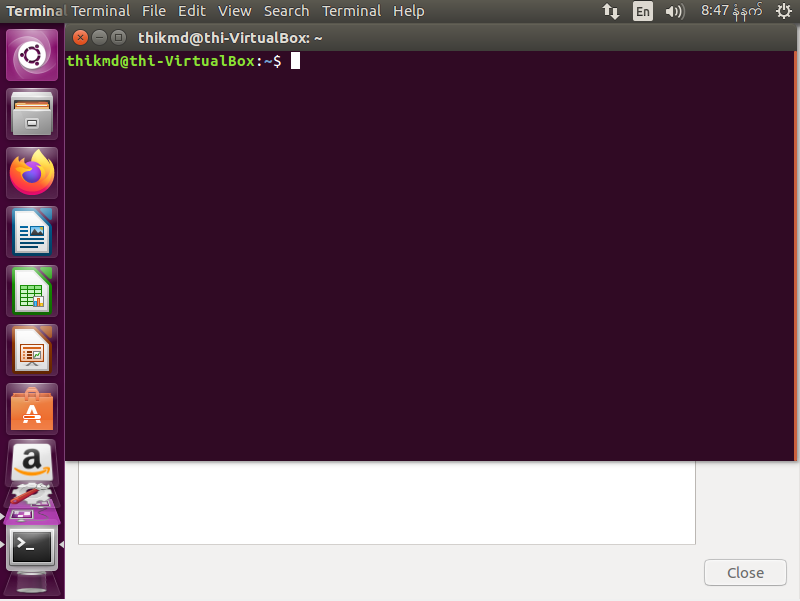 Terminal Terminal File Edit View Search Terminal Help En 8:47 နံနက်
thikmd@thi-VirtualBox: ~
thikmd@thi-VirtualBox:~$
Close